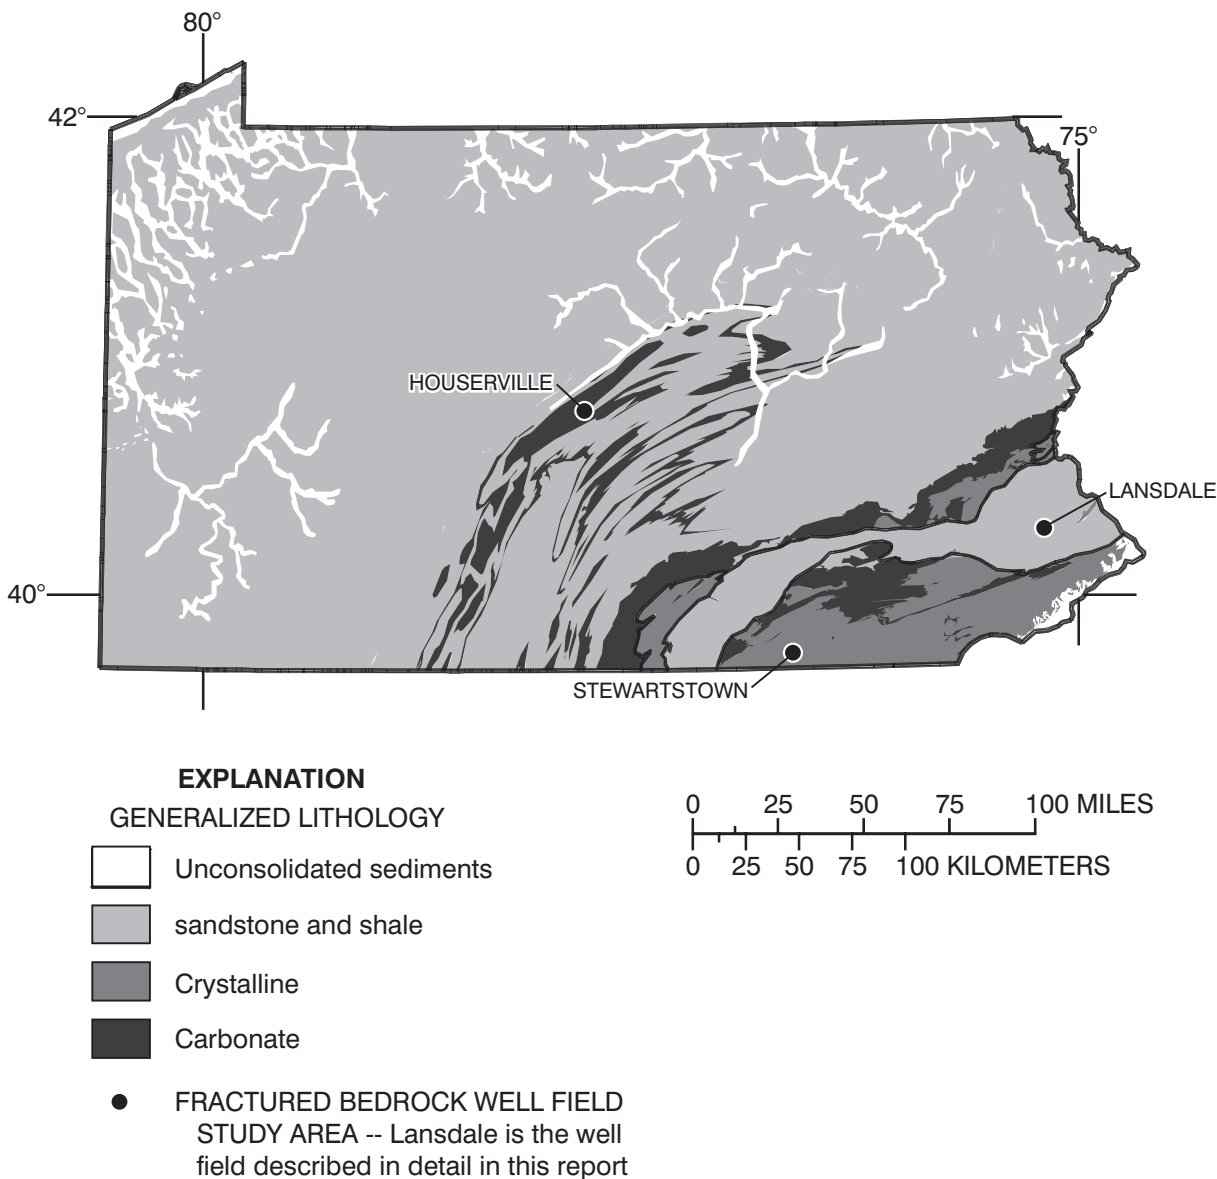 80°
42°
75°
HOUSERVILLE
LANSDALE
40°
STEWARTSTOWN
EXPLANATION
GENERALIZED LITHOLOGY
Unconsolidated sediments
sandstone and shale
Crystalline
Carbonate
FRACTURED BEDROCK WELL FIELD
STUDY AREA -- Lansdale is the well
field described in detail in this report
0 25 50 75 100 MILES
0 25 50 75 100 KILOMETERS